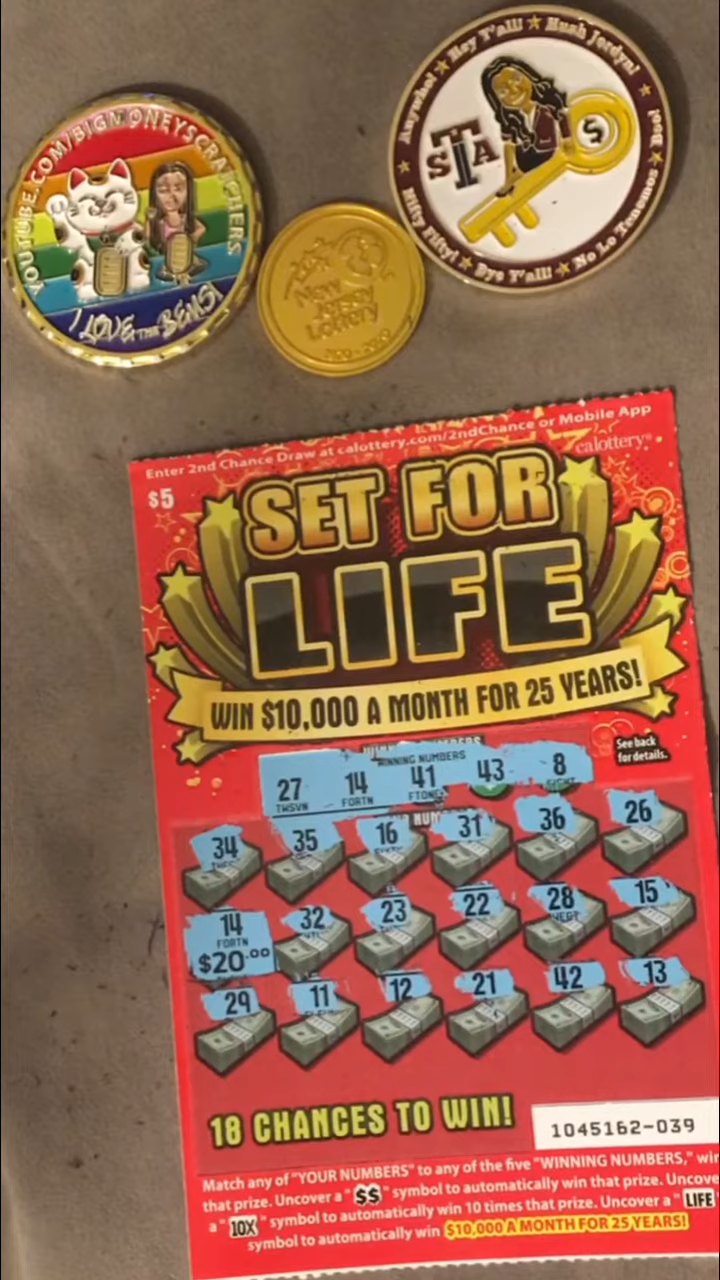 YOUTUBE.COM/BIGMONEYSCRATCHERS
I LOVE THE BENS!
New
Jersey
Lottery
1970-2020
Anywho! ★ Hey Y'all! ★ Hush Jordyn! ★ Boo! ★ No Lo Tenemos ★ Bye Y'all! ★ Nifty Fifty! ★
STA
I
$
Enter 2nd Chance Draw at calottery.com/2ndChance or Mobile App
calottery
$5
SET FOR
LIFE
WIN $10,000 A MONTH FOR 25 YEARS!
See back
for details.
WINNING NUMBERS
27 14 41 43 8
TWSVN FORTN FTONE EIGHT
34 35 16 31 36 26
14 32 23 22 28 15
FORTN
$20.00
29 11 12 21 42 13
18 CHANCES TO WIN!
1045162-039
Match any of "YOUR NUMBERS" to any of the five "WINNING NUMBERS," win
that prize. Uncover a "$$" symbol to automatically win that prize. Uncove
a "10X" symbol to automatically win 10 times that prize. Uncover a "LIFE
symbol to automatically win $10,000 A MONTH FOR 25 YEARS!